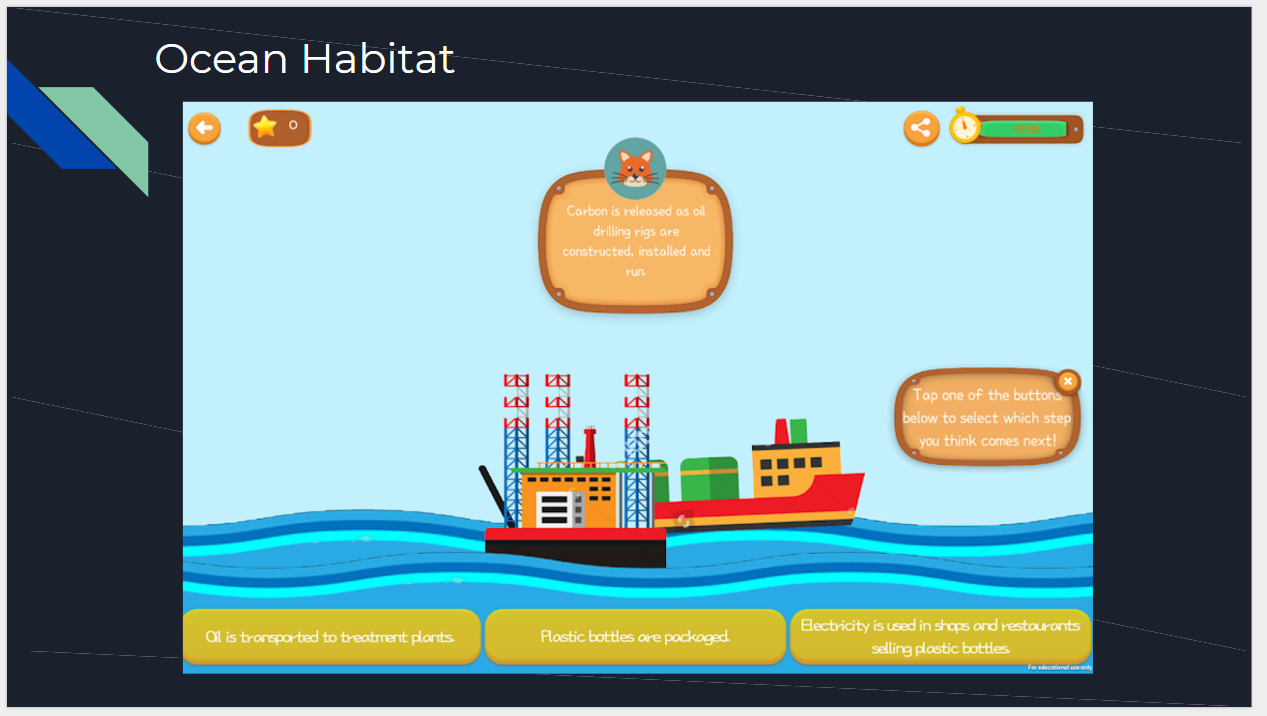 Ocean Habitat
0
Carbon is released as oil
drilling rigs are
constructed, installed and
run.
Tap one of the buttons
below to select which step
you think comes next!
Oil is transported to treatment plants.
Plastic bottles are packaged.
Electricity is used in shops and restaurants
selling plastic bottles.
For educational use only